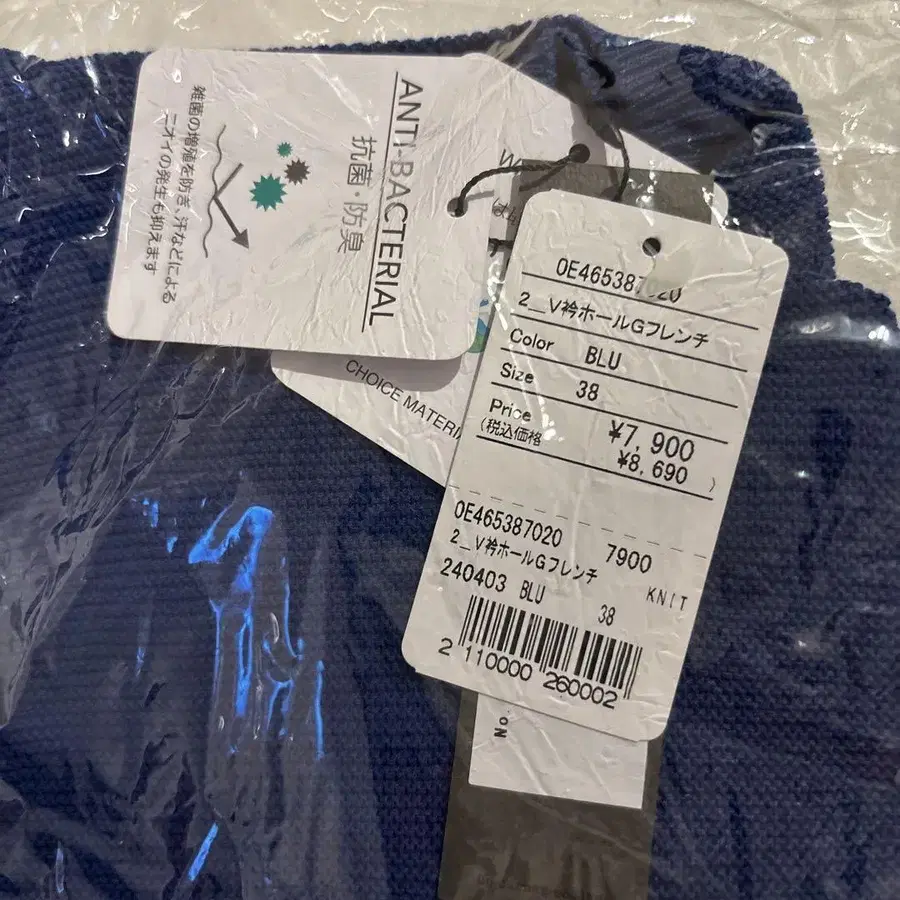 ANTI-BACTERIAL
抗菌・防臭
雑菌の増殖を防ぎ、汗などによる
ニオイの発生も抑えます
CHOICE MATERI
0E465387020
2_V衿ホールGフレンチ
Color BLU
Size 38
Price ¥7,900
(税込価格 ¥8,690 )
0E465387020 7900
2_V衿ホールGフレンチ
240403 BLU 38 KNIT
2 110000 260002
No